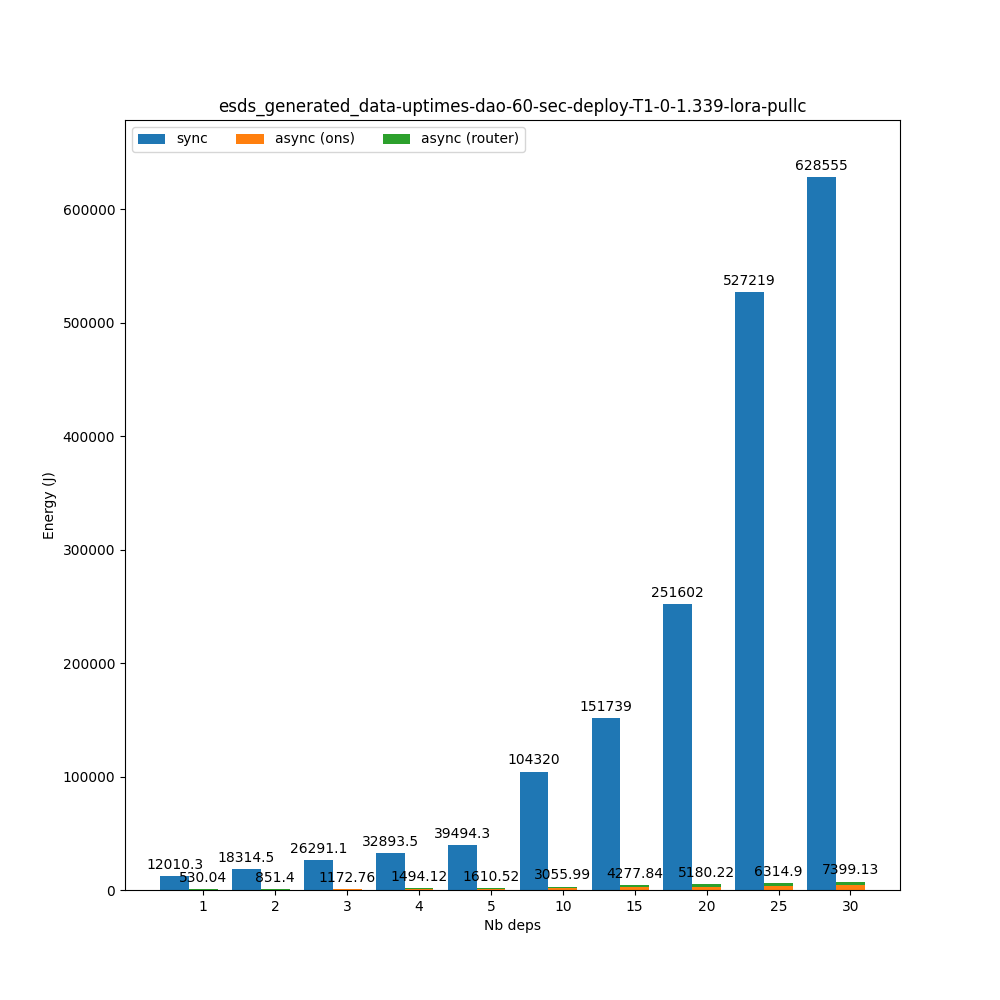 esds_generated_data-uptimes-dao-60-sec-deploy-T1-0-1.339-lora-pullc
sync async (ons) async (router)
628555
600000
527219
500000
400000
Energy (J)
300000
251602
200000
151739
104320
100000
39494.3
32893.5
26291.1
18314.5
12010.3
530.04 851.4 1172.76 1494.12 1610.52 3055.99 4277.84 5180.22 6314.9 7399.13
0
1 2 3 4 5 10 15 20 25 30
Nb deps